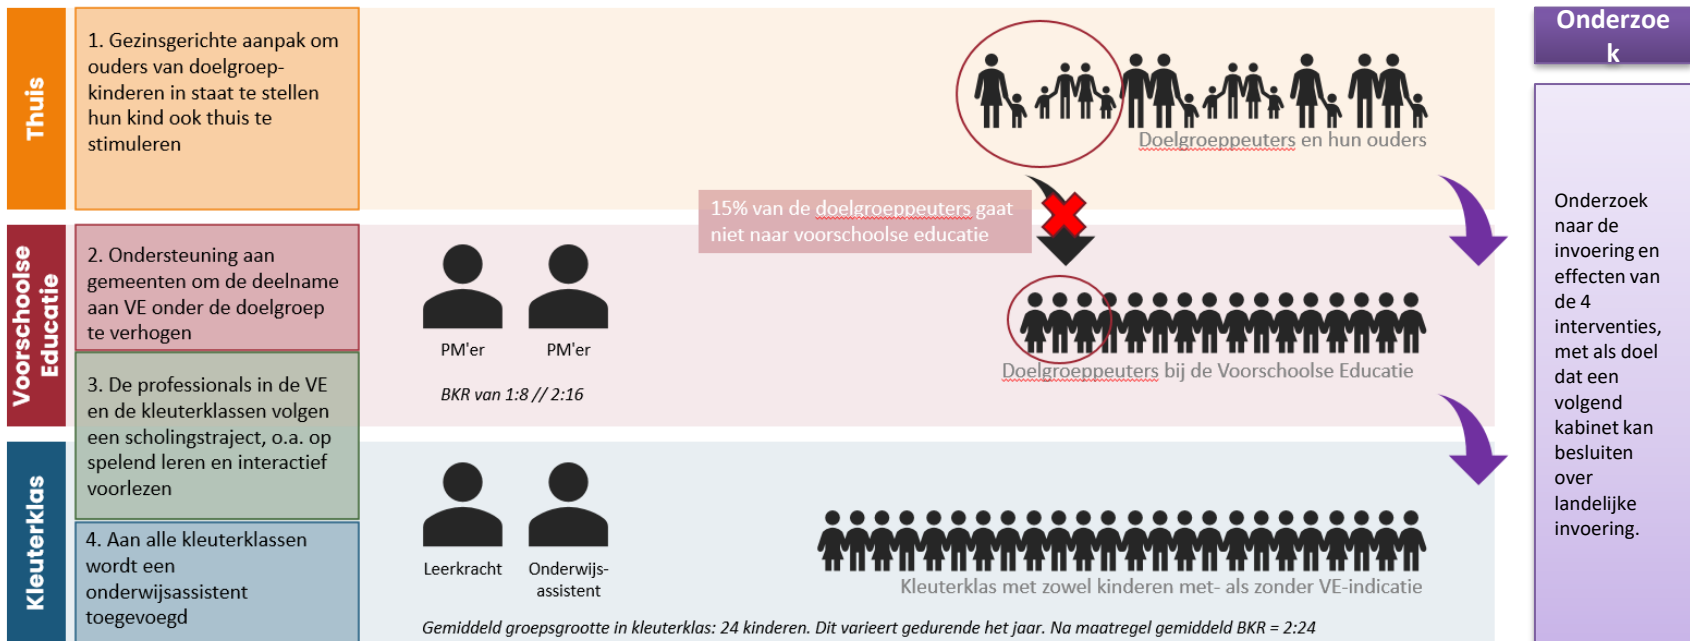 Thuis
1. Gezinsgerichte aanpak om
ouders van doelgroep-
kinderen in staat te stellen
hun kind ook thuis te
stimuleren
Doelgroeppeuters en hun ouders
15% van de doelgroeppeuters gaat
niet naar voorschoolse educatie
Voorschoolse
Educatie
2. Ondersteuning aan
gemeenten om de deelname
aan VE onder de doelgroep
te verhogen
PM'er
PM'er
BKR van 1:8 // 2:16
Doelgroeppeuters bij de Voorschoolse Educatie
3. De professionals in de VE
en de kleuterklassen volgen
een scholingstraject, o.a. op
spelend leren en interactief
voorlezen
Kleuterklas
4. Aan alle kleuterklassen
wordt een
onderwijsassistent
toegevoegd
Leerkracht
Onderwijs-
assistent
Kleuterklas met zowel kinderen met- als zonder VE-indicatie
Gemiddeld groepsgrootte in kleuterklas: 24 kinderen. Dit varieert gedurende het jaar. Na maatregel gemiddeld BKR = 2:24
Onderzoe
k
Onderzoek
naar de
invoering en
effecten van
de 4
interventies,
met als doel
dat een
volgend
kabinet kan
besluiten
over
landelijke
invoering.